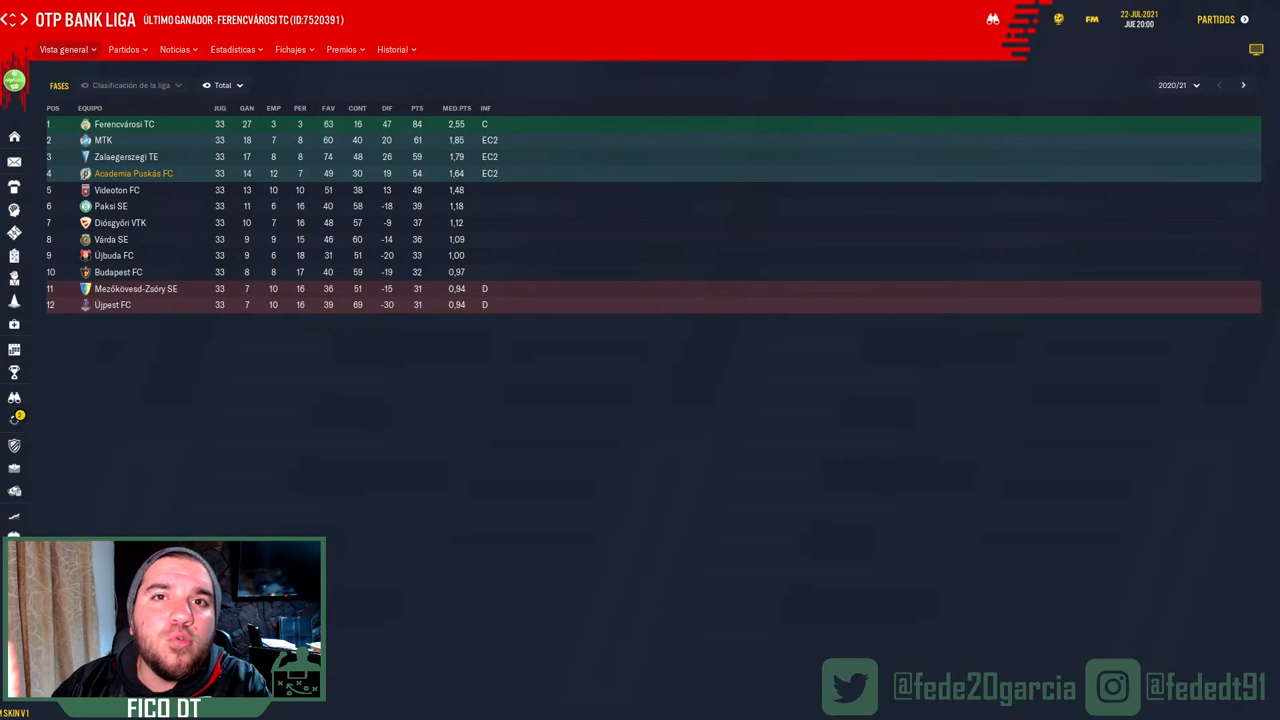 OTP BANK LIGA ÚLTIMO GANADOR - FERENCVÁROSI TC (ID:7520391) FM 22-JUL-2021 PARTIDOS
JUE 20:00
Vista general Partidos Noticias Estadísticas Fichajes Premios Historial
FASES Clasificación de la liga Total 2020/21
POS EQUIPO JUG GAN EMP PER FAV CONT DIF PTS MED.PTS INF
1 Ferencvárosi TC 33 27 3 3 63 16 47 84 2,55 C
2 MTK 33 18 7 8 60 40 20 61 1,85 EC2
3 Zalaegerszegi TE 33 17 8 8 74 48 26 59 1,79 EC2
4 Academia Puskás FC 33 14 12 7 49 30 19 54 1,64 EC2
5 Videoton FC 33 13 10 10 51 38 13 49 1,48
6 Paksi SE 33 11 6 16 40 58 -18 39 1,18
7 Diósgyőri VTK 33 10 7 16 48 57 -9 37 1,12
8 Várda SE 33 9 9 15 46 60 -14 36 1,09
9 Újbuda FC 33 9 6 18 31 51 -20 33 1,00
10 Budapest FC 33 8 8 17 40 59 -19 32 0,97
11 Mezőkövesd-Zsóry SE 33 7 10 16 36 51 -15 31 0,94 D
12 Újpest FC 33 7 10 16 39 69 -30 31 0,94 D
2
@fede20garcia @fededt91
FICO DT
M SKIN V1